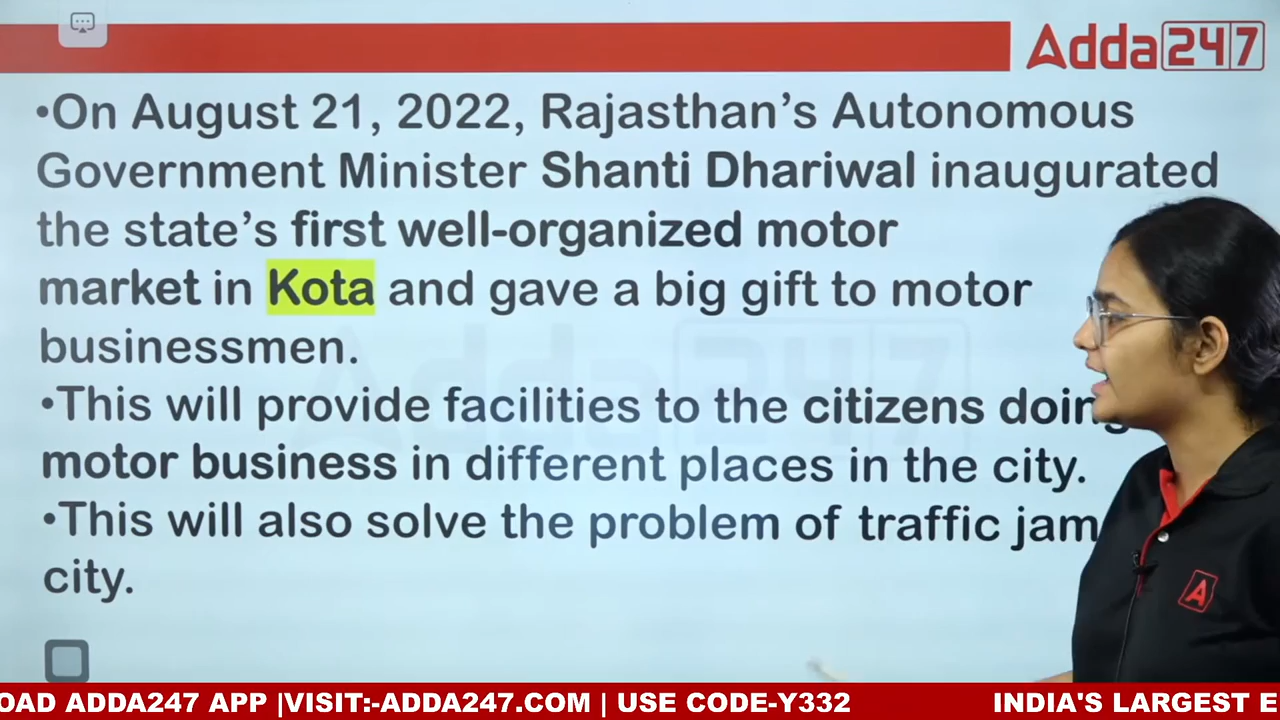 Adda247
•On August 21, 2022, Rajasthan’s Autonomous
Government Minister Shanti Dhariwal inaugurated
the state’s first well-organized motor
market in Kota and gave a big gift to motor
businessmen.
•This will provide facilities to the citizens doing
motor business in different places in the city.
•This will also solve the problem of traffic jam
city.
Adda247
A
OAD ADDA247 APP |VISIT:-ADDA247.COM | USE CODE-Y332 INDIA'S LARGEST E